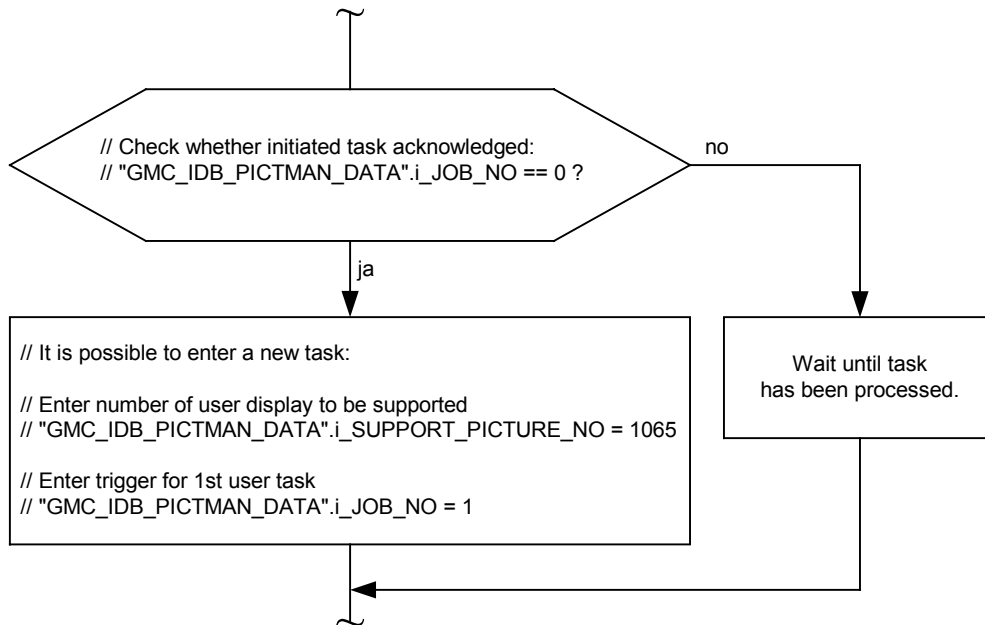 // Check whether initiated task acknowledged:
// "GMC_IDB_PICTMAN_DATA".i_JOB_NO == 0 ?
no
ja
// It is possible to enter a new task:
// Enter number of user display to be supported
// "GMC_IDB_PICTMAN_DATA".i_SUPPORT_PICTURE_NO = 1065
// Enter trigger for 1st user task
// "GMC_IDB_PICTMAN_DATA".i_JOB_NO = 1
Wait until task
has been processed.